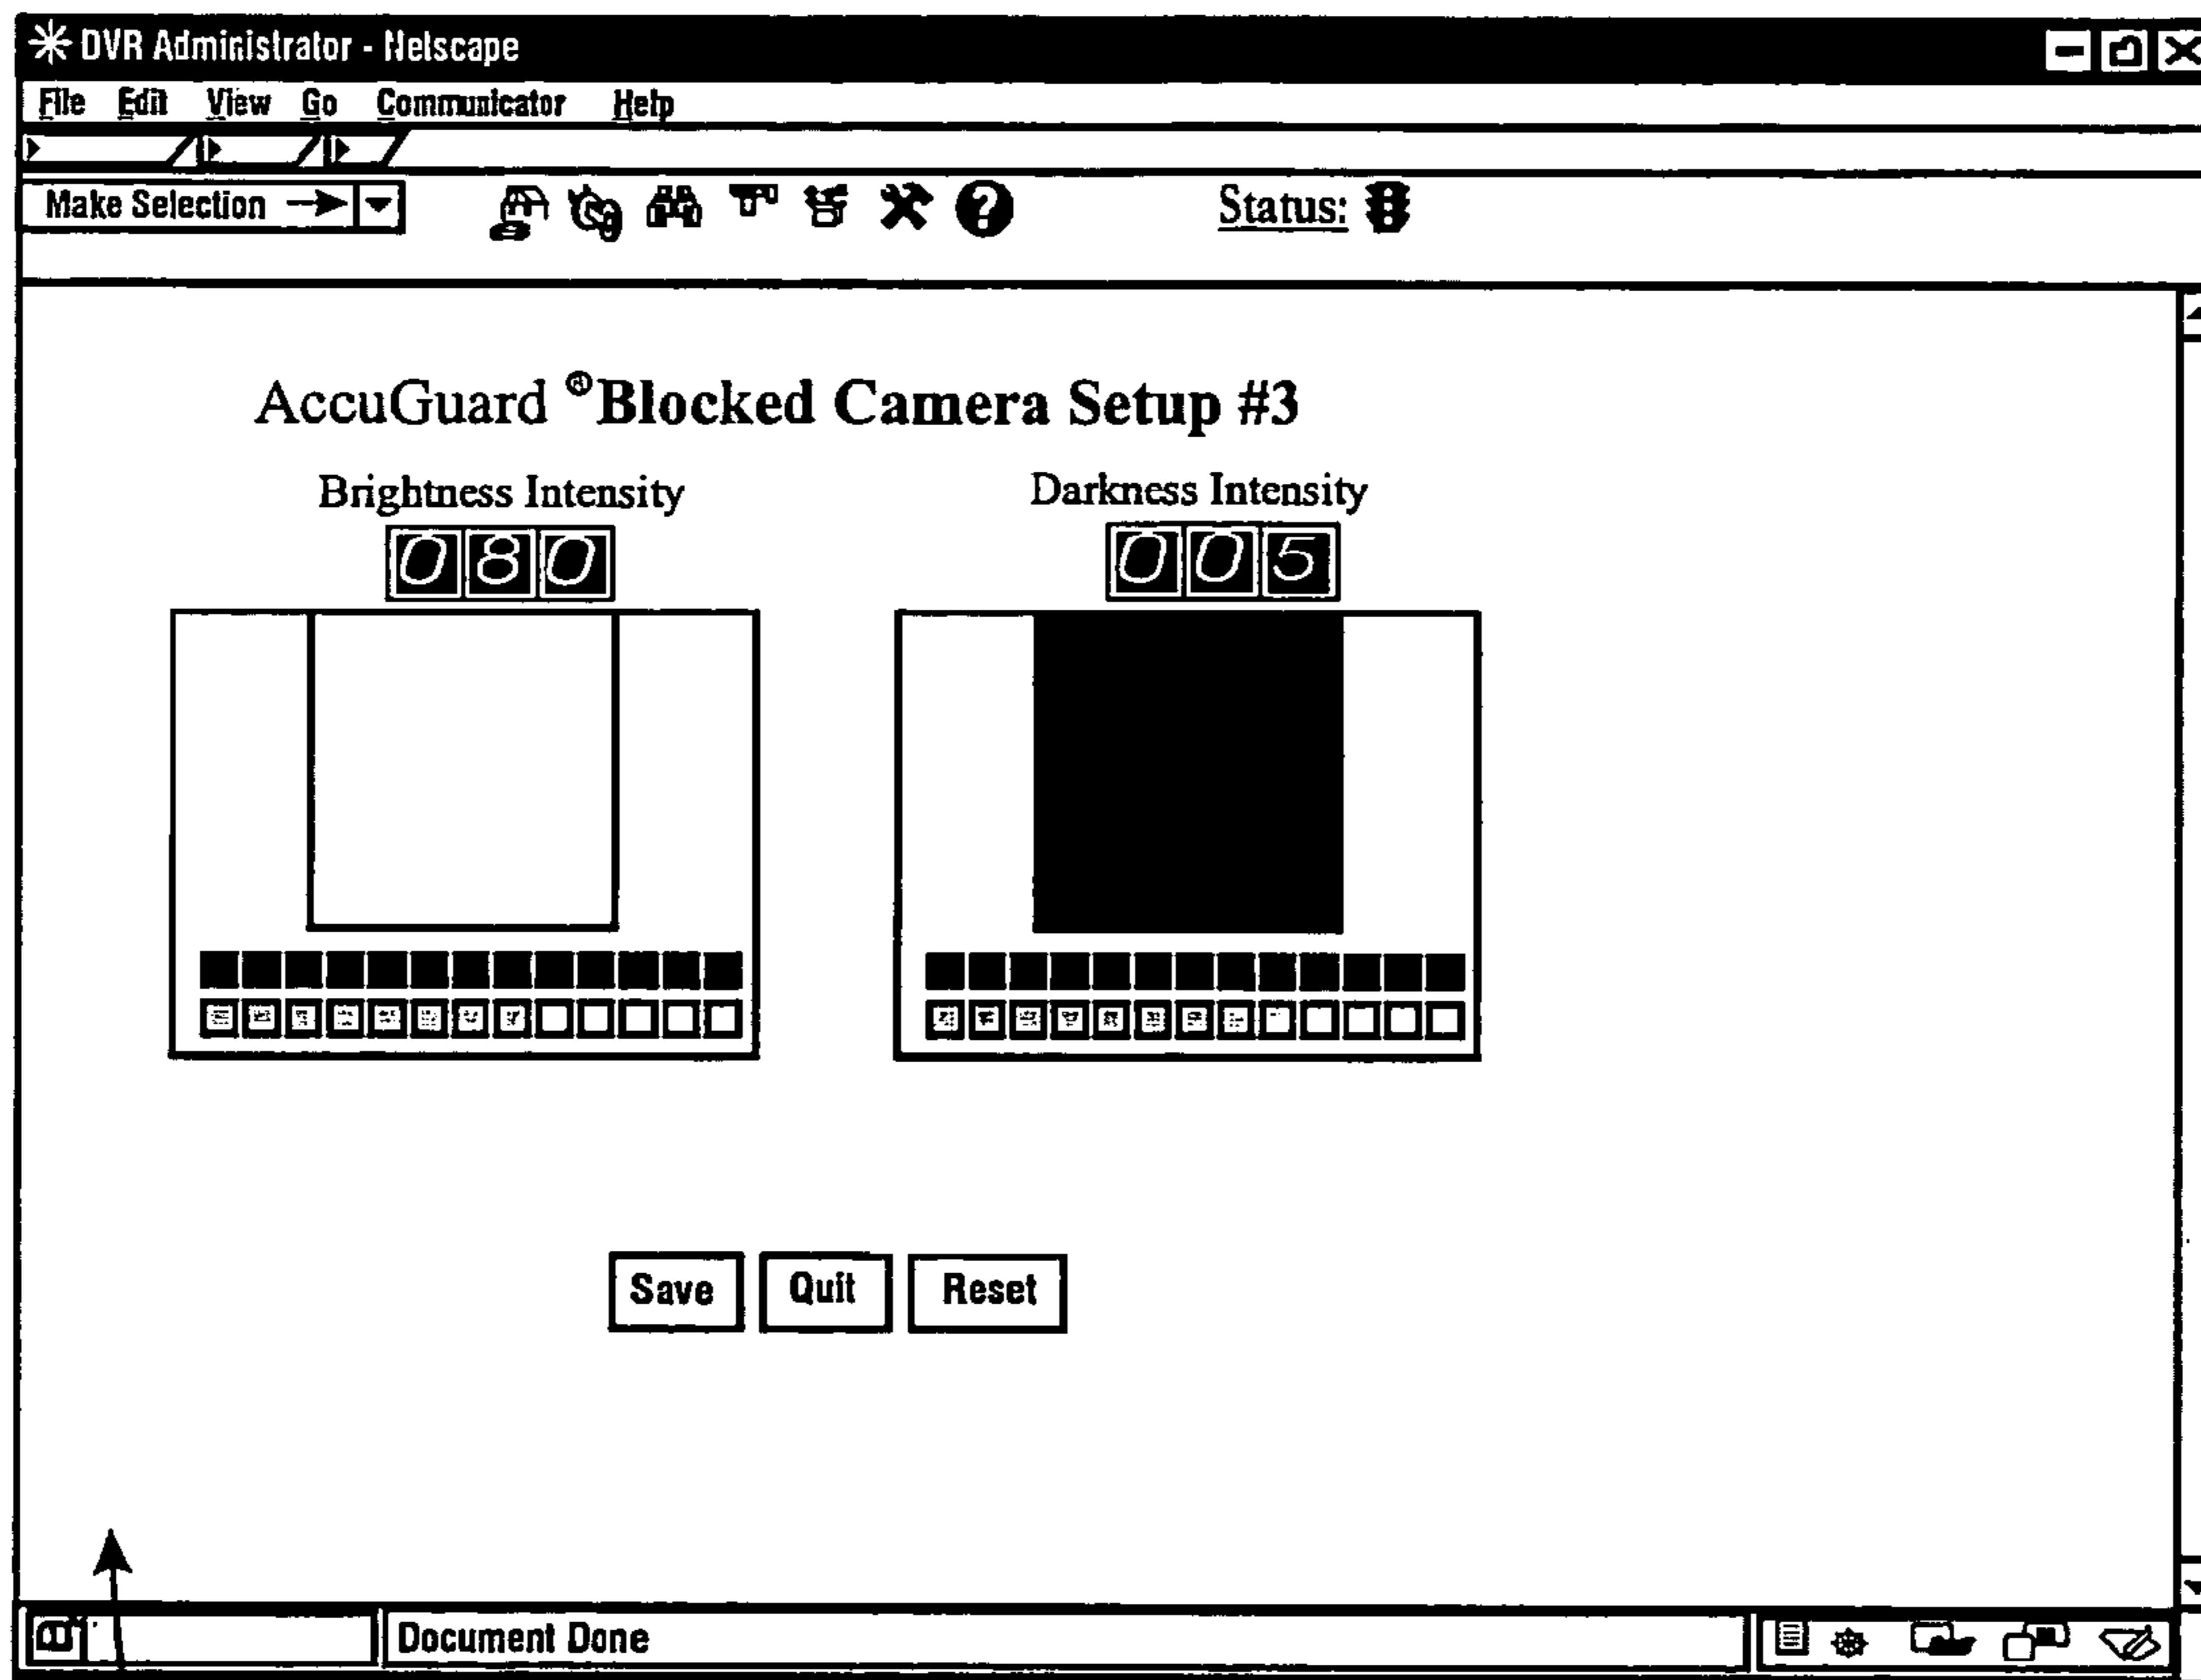 DVR Administrator - Netscape
File Edit View Go Communicator Help
Make Selection Status:
AccuGuard ®Blocked Camera Setup #3
Brightness Intensity Darkness Intensity
080 005
Save Quit Reset
Document Done